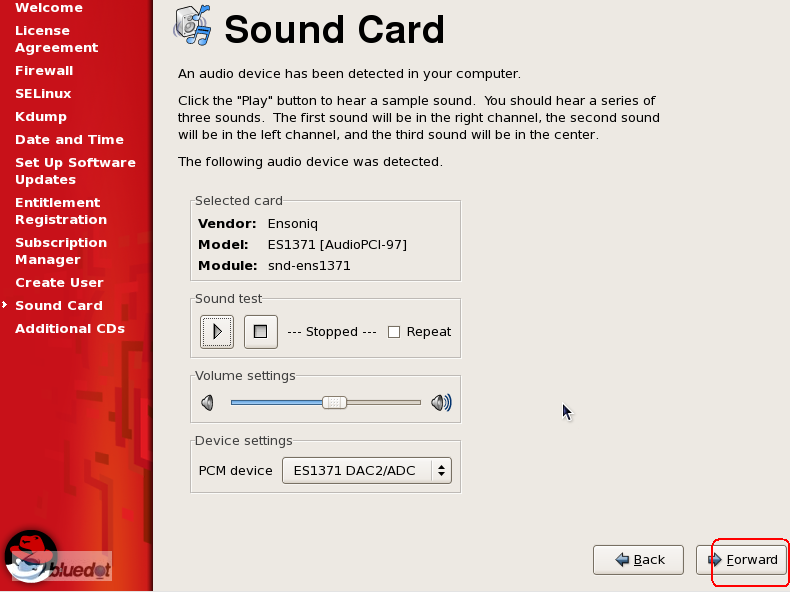 Welcome
License
Agreement
Firewall
SELinux
Kdump
Date and Time
Set Up Software
Updates
Entitlement
Registration
Subscription
Manager
Create User
Sound Card
Additional CDs
bluedot
Sound Card
An audio device has been detected in your computer.
Click the "Play" button to hear a sample sound.  You should hear a series of
three sounds.  The first sound will be in the right channel, the second sound
will be in the left channel, and the third sound will be in the center.
The following audio device was detected.
Selected card
Vendor: Ensoniq
Model: ES1371 [AudioPCI-97]
Module: snd-ens1371
Sound test
--- Stopped --- Repeat
Volume settings
Device settings
PCM device ES1371 DAC2/ADC
Back Forward